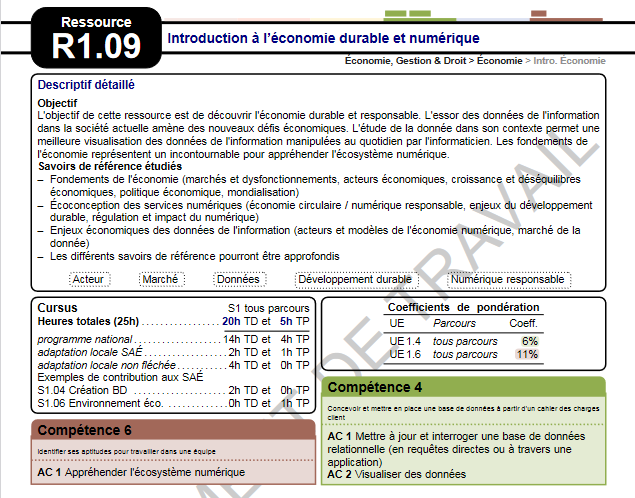 Ressource
R1.09
Introduction à l'économie durable et numérique
Économie, Gestion & Droit > Économie > Intro. Économie
Descriptif détaillé
Objectif
L'objectif de cette ressource est de découvrir l'économie durable et responsable. L'essor des données de l'information
dans la société actuelle amène des nouveaux défis économiques. L'étude de la donnée dans son contexte permet une
meilleure visualisation des données de l'information manipulées au quotidien par l'informaticien. Les fondements de
l'économie représentent un incontournable pour appréhender l'écosystème numérique.
Savoirs de référence étudiés
– Fondements de l'économie (marchés et dysfonctionnements, acteurs économiques, croissance et déséquilibres
économiques, politique économique, mondialisation)
– Écoconception des services numériques (économie circulaire / numérique responsable, enjeux du développement
durable, régulation et impact du numérique)
– Enjeux économiques des données de l'information (acteurs et modèles de l'économie numérique, marché de la
donnée)
– Les différents savoirs de référence pourront être approfondis
Acteur Marché Données Développement durable Numérique responsable
Cursus S1 tous parcours
Heures totales (25h) . . . . . . . . . . . . . . . . 20h TD et 5h TP
programme national . . . . . . . . . . . . . . . . 14h TD et 4h TP
adaptation locale SAÉ . . . . . . . . . . . . . . . 2h TD et 1h TP
adaptation locale non fléchée . . . . . . . . . . 4h TD et 0h TP
Exemples de contribution aux SAÉ
S1.04 Création BD . . . . . . . . . . . . . . . . . 2h TD et 0h TP
S1.06 Environnement éco. . . . . . . . . . . . . 0h TD et 1h TP
Coefficients de pondération
UE Parcours Coeff.
UE 1.4 tous parcours 6%
UE 1.6 tous parcours 11%
Compétence 6
Identifier ses aptitudes pour travailler dans une équipe
AC 1 Appréhender l'écosystème numérique
Compétence 4
Concevoir et mettre en place une base de données à partir d'un cahier des charges
client
AC 1 Mettre à jour et interroger une base de données
relationnelle (en requêtes directes ou à travers une
application)
AC 2 Visualiser des données
MENT DE TRAVAIL